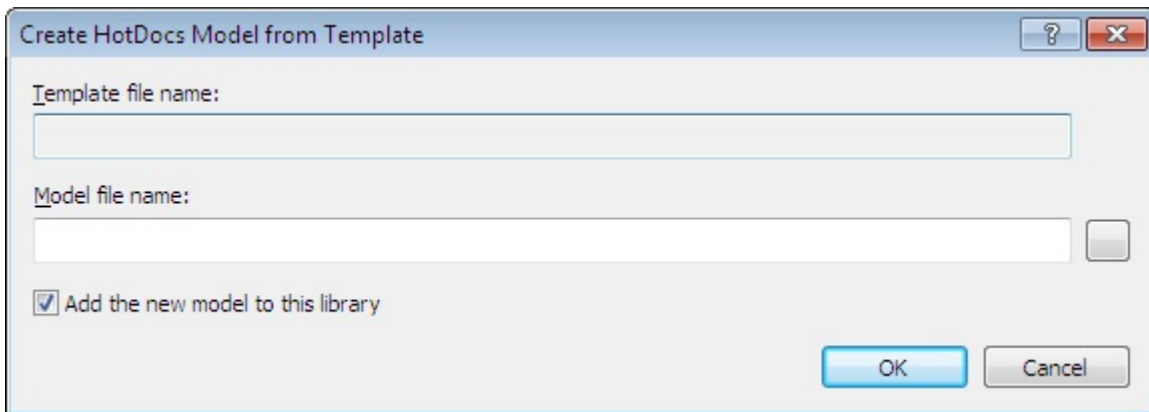 Create HotDocs Model from Template
Template file name:
Model file name:
Add the new model to this library
OK Cancel